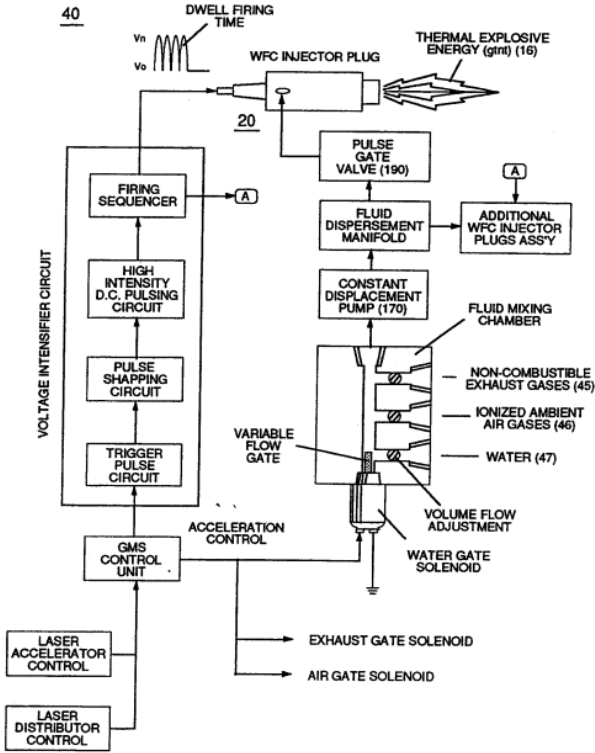 40
DWELL FIRING
TIME
Vn
Vo
WFC INJECTOR PLUG
THERMAL EXPLOSIVE
ENERGY (gtnt) (16)
20
PULSE
GATE
VALVE (190)
A
FIRING
SEQUENCER
A
FLUID
DISPERSEMENT
MANIFOLD
ADDITIONAL
WFC INJECTOR
PLUGS ASS'Y
VOLTAGE INTENSIFIER CIRCUIT
HIGH
INTENSITY
D.C. PULSING
CIRCUIT
CONSTANT
DISPLACEMENT
PUMP (170)
FLUID MIXING
CHAMBER
PULSE
SHAPPING
CIRCUIT
NON-COMBUSTIBLE
EXHAUST GASES (45)
IONIZED AMBIENT
AIR GASES (46)
VARIABLE
FLOW
GATE
WATER (47)
TRIGGER
PULSE
CIRCUIT
VOLUME FLOW
ADJUSTMENT
ACCELERATION
CONTROL
WATER GATE
SOLENOID
GMS
CONTROL
UNIT
EXHAUST GATE SOLENOID
LASER
ACCELERATOR
CONTROL
AIR GATE SOLENOID
LASER
DISTRIBUTOR
CONTROL